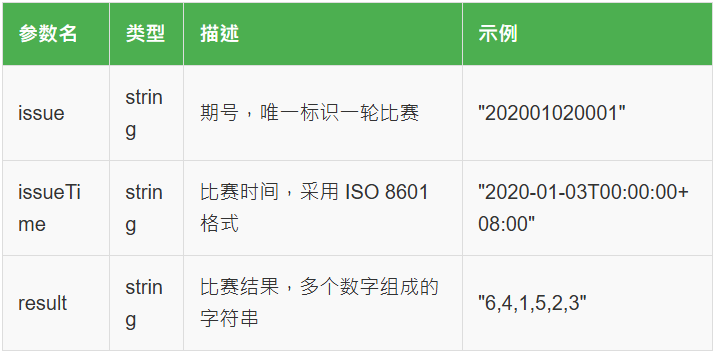 参数名 类型 描述 示例
issue string 期号，唯一标识一轮比赛 "202001020001"
issueTime string 比赛时间，采用 ISO 8601 格式 "2020-01-03T00:00:00+08:00"
result string 比赛结果，多个数字组成的字符串 "6,4,1,5,2,3"